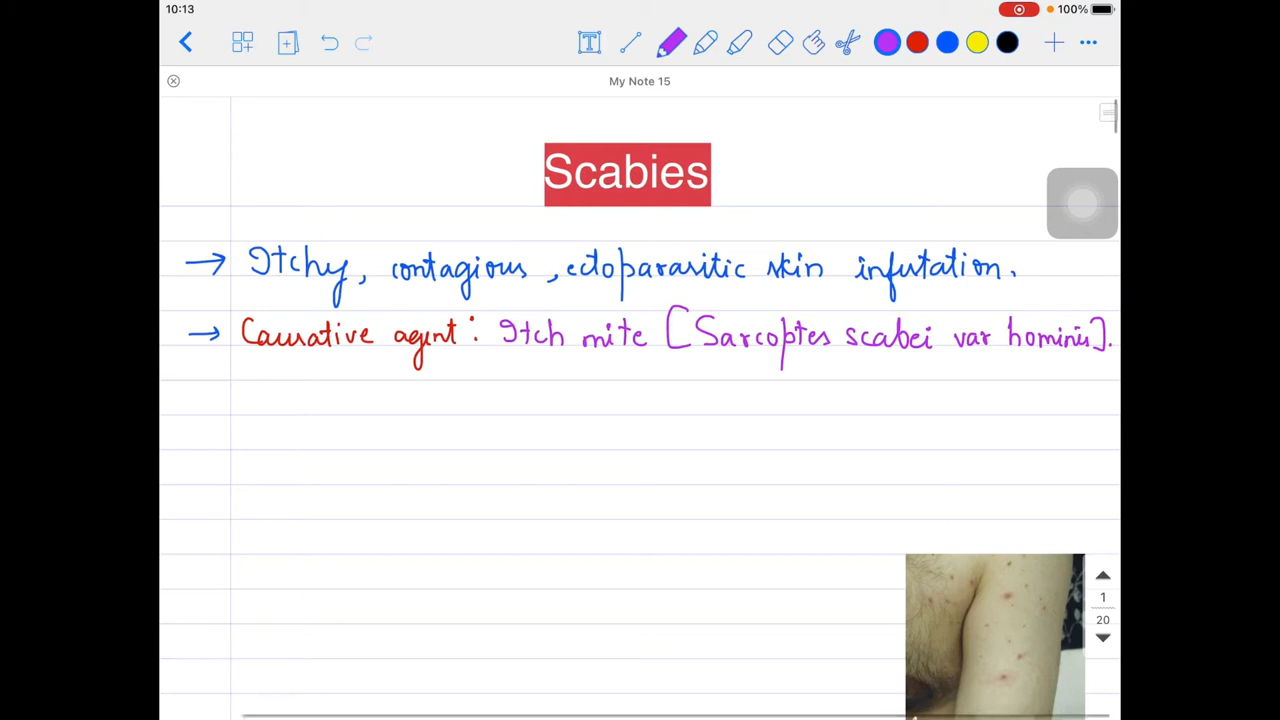 10:13
100%
T
My Note 15
Scabies
→ Itchy, contagious, ectoparasitic skin infestation.
→ Causative agent: Itch mite [Sarcoptes scabei var hominis].
1
20